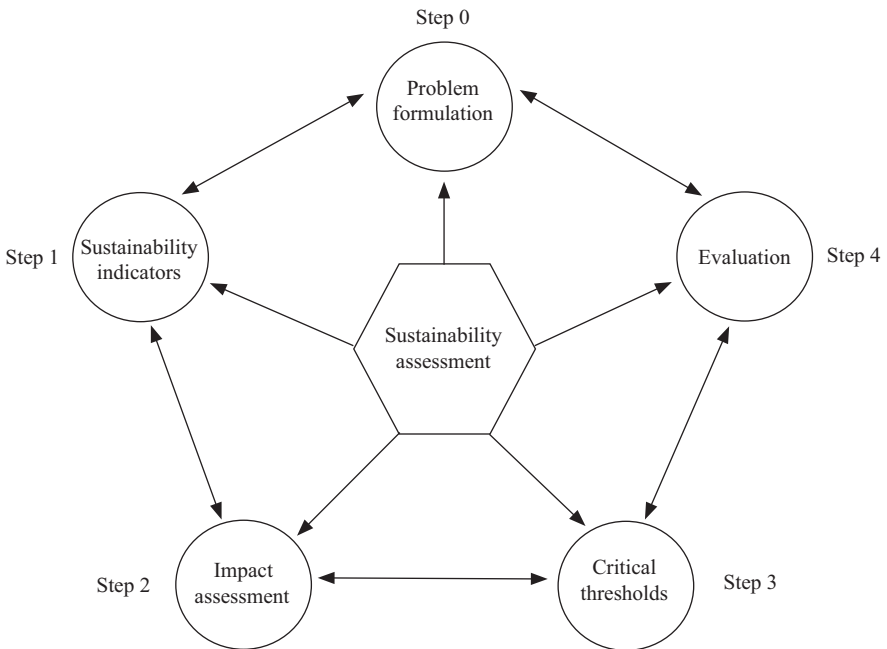 Step 0
Problem
formulation
Step 1
Sustainability
indicators
Evaluation
Step 4
Sustainability
assessment
Step 2
Impact
assessment
Critical
thresholds
Step 3